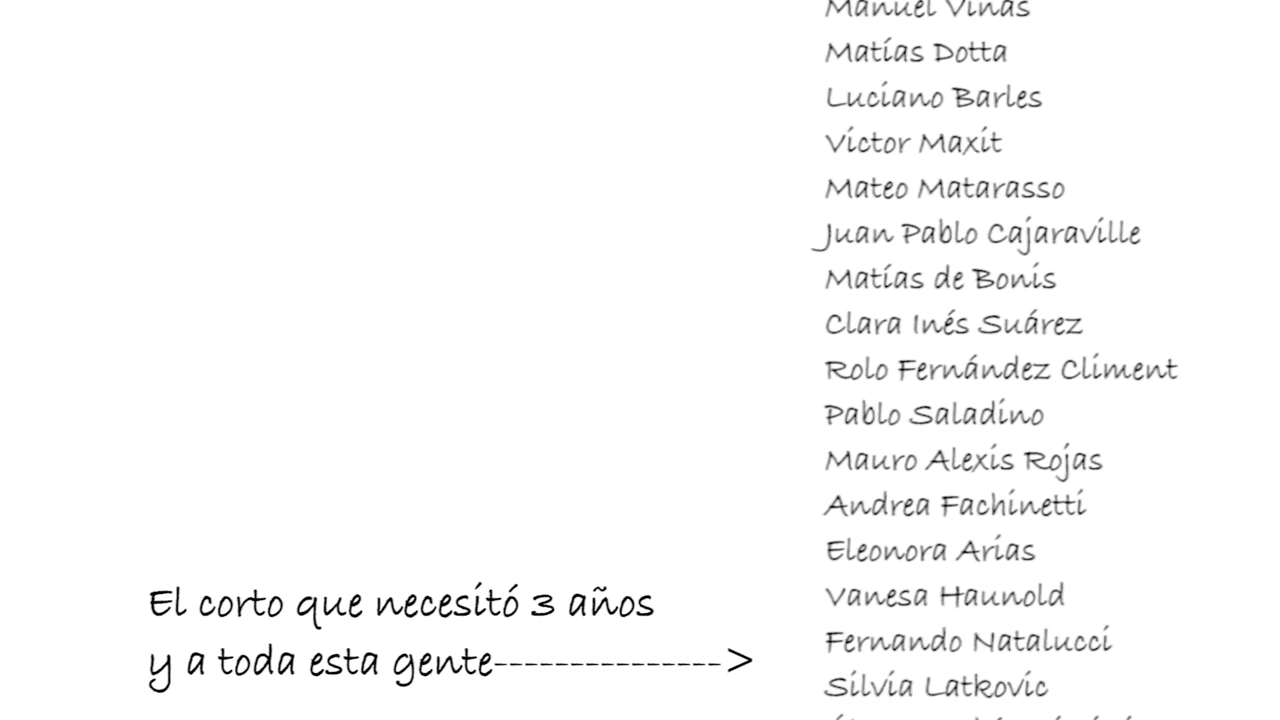 Manuel Viñas
Matías Dotta
Luciano Barles
Víctor Maxit
Mateo Matarasso
Juan Pablo Cajaraville
Matías de Bonis
Clara Inés Suárez
Rolo Fernández Climent
Pablo Saladino
Mauro Alexis Rojas
Andrea Fachinetti
Eleonora Arias
Vanesa Haunold
Fernando Natalucci
Silvia Latkovic
El corto que necesitó 3 años
y a toda esta gente--------------->